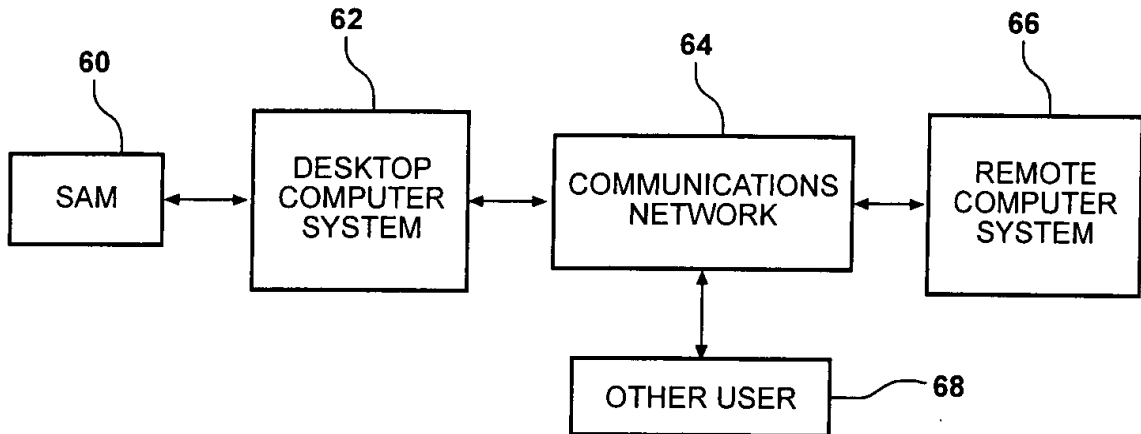 62
64
66
60
SAM
DESKTOP
COMPUTER
SYSTEM
COMMUNICATIONS
NETWORK
REMOTE
COMPUTER
SYSTEM
OTHER USER
68